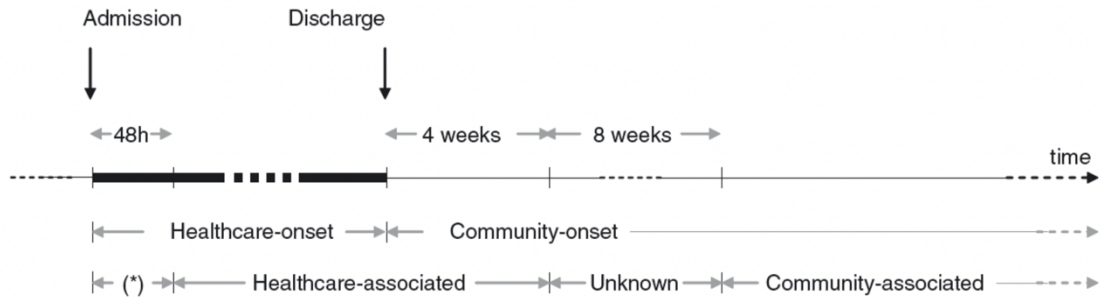 Admission Discharge
48h 4 weeks 8 weeks
time
Healthcare-onset Community-onset
(*) Healthcare-associated Unknown Community-associated